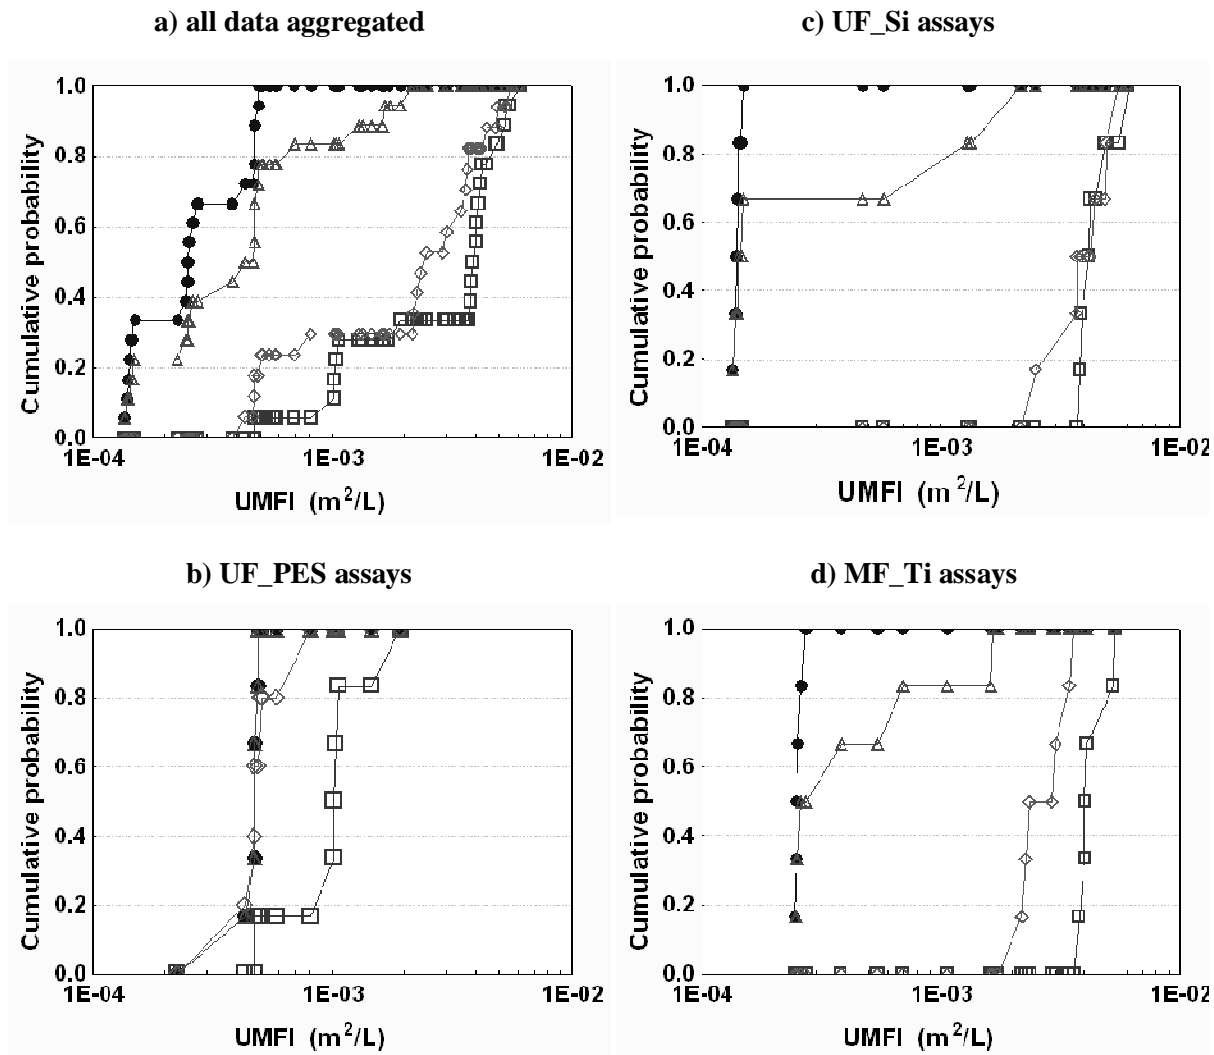 a) all data aggregated
1.0
0.8
0.6
0.4
0.2
0.0
Cumulative probability
1E-04
1E-03
1E-02
UMFI (m²/L)
c) UF_Si assays
1.0
0.8
0.6
0.4
0.2
0.0
Cumulative probability
1E-04
1E-03
1E-02
UMFI (m²/L)
b) UF_PES assays
1.0
0.8
0.6
0.4
0.2
0.0
Cumulative probability
1E-04
1E-03
1E-02
UMFI (m²/L)
d) MF_Ti assays
1.0
0.8
0.6
0.4
0.2
0.0
Cumulative probability
1E-04
1E-03
1E-02
UMFI (m²/L)